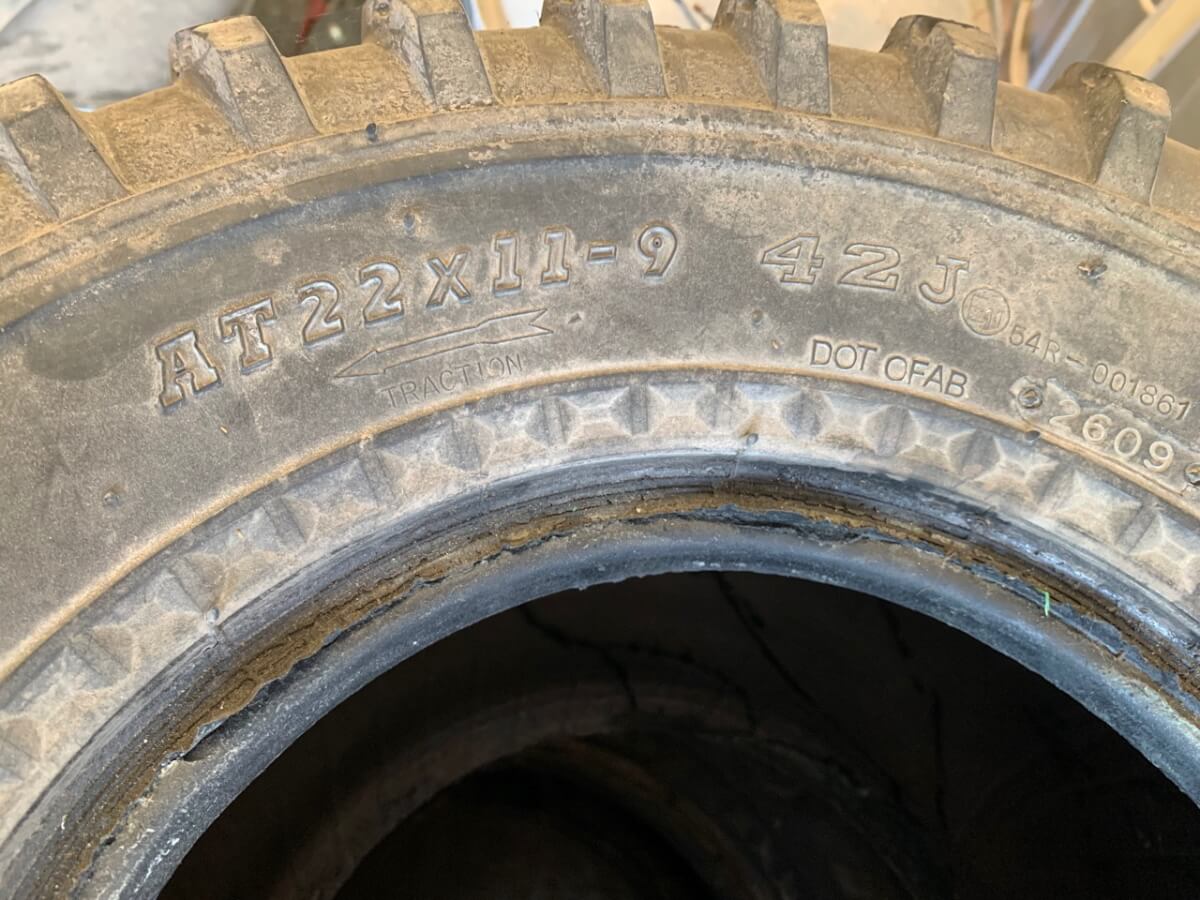 AT22X11-9 42J E11 54R-001861
TRACTION
DOT OFAB
2609